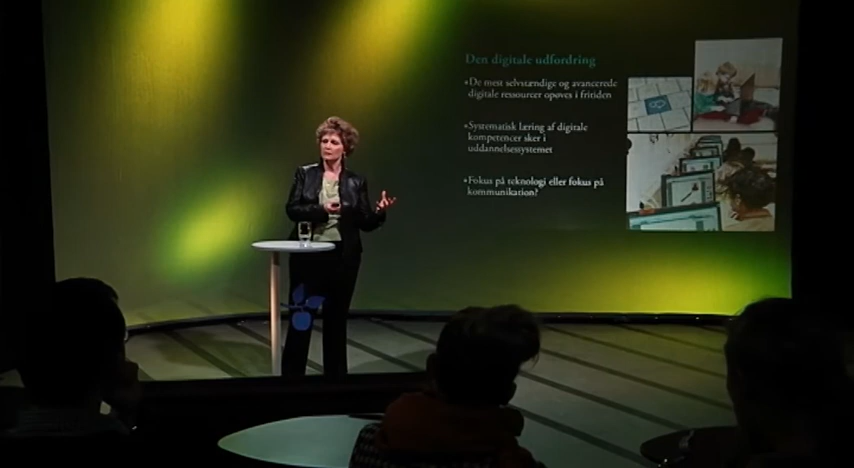 Den digitale udfordring
•De mest selvstændige og avancerede
digitale ressourcer opøves i fritiden
•Systematisk læring af digitale
kompetencer sker i
uddannelsessystemet
•Fokus på teknologi eller fokus på
kommunikation?